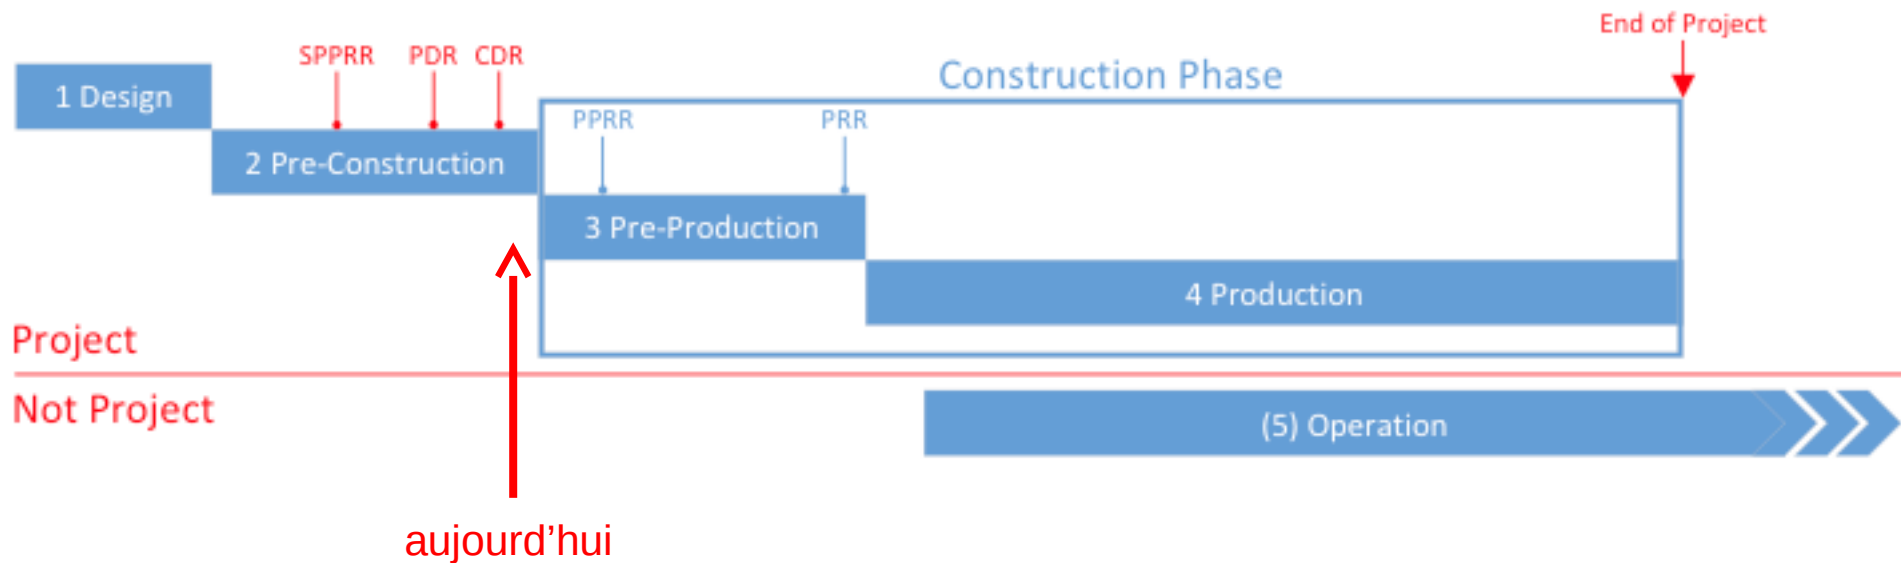 End of Project
SPPRR PDR CDR
Construction Phase
1 Design
PPRR PRR
2 Pre-Construction
3 Pre-Production
4 Production
Project
Not Project
(5) Operation
aujourd’hui